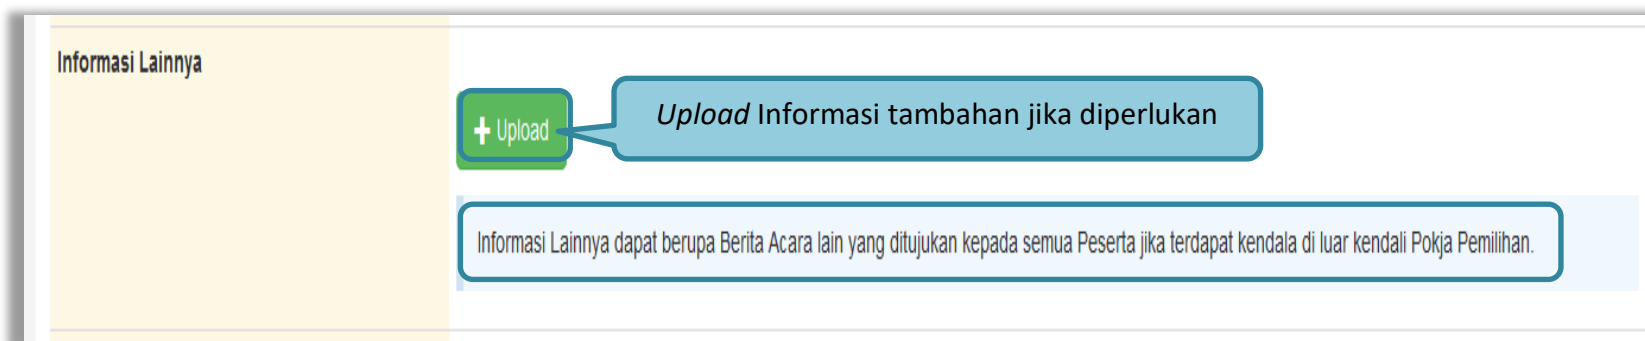 Informasi Lainnya
Upload Informasi tambahan jika diperlukan
+ Upload
Informasi Lainnya dapat berupa Berita Acara lain yang ditujukan kepada semua Peserta jika terdapat kendala di luar kendali Pokja Pemilihan.